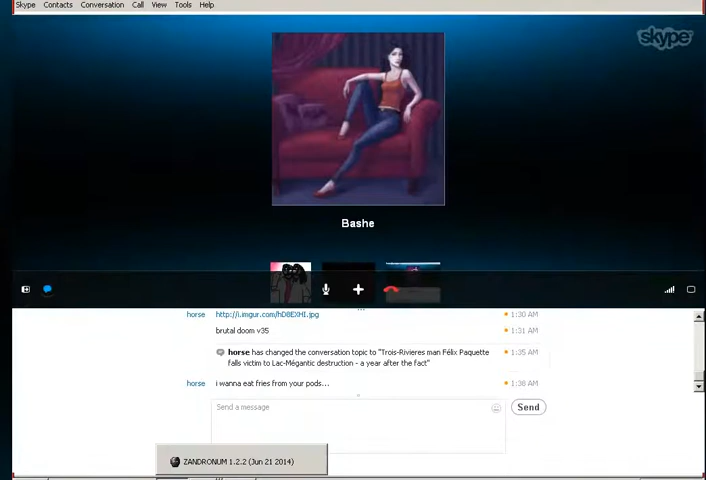 Skype Contacts Conversation Call View Tools Help
skype
Bashe
horse http://i.imgur.com/hD8EXHI.jpg 1:30 AM
brutal doom v35 1:31 AM
horse has changed the conversation topic to "Trois-Rivieres man Félix Paquette 1:35 AM
falls victim to Lac-Mégantic destruction - a year after the fact"
horse i wanna eat fries from your pods... 1:38 AM
Send a message
Send
ZANDRONUM 1.2.2 (Jun 21 2014)